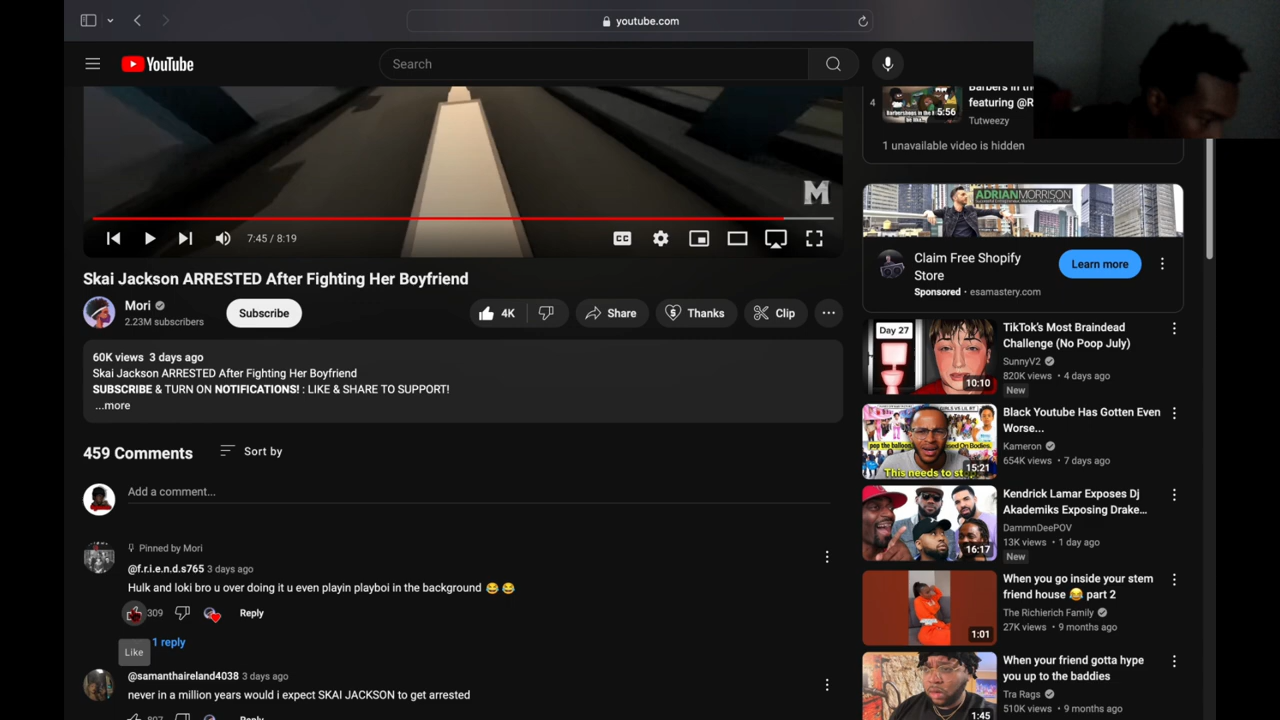 youtube.com
YouTube
Search
4
5:56
Barbers in th
featuring @R
Tutweezy
1 unavailable video is hidden
M
7:45 / 8:19
CC
Skai Jackson ARRESTED After Fighting Her Boyfriend
Mori
2.23M subscribers
Subscribe
4K
Share
Thanks
Clip
60K views 3 days ago
Skai Jackson ARRESTED After Fighting Her Boyfriend
SUBSCRIBE & TURN ON NOTIFICATIONS! : LIKE & SHARE TO SUPPORT!
...more
459 Comments
Sort by
Add a comment...
Pinned by Mori
@f.r.i.e.n.d.s765 3 days ago
Hulk and loki bro u over doing it u even playin playboi in the background 😂 😂
309
Reply
1 reply
Like
@samanthaireland4038 3 days ago
never in a million years would i expect SKAI JACKSON to get arrested
807
Reply
ADRIANMORRISON
Claim Free Shopify
Store
Sponsored • esamastery.com
Learn more
Day 27
10:10
TikTok's Most Braindead
Challenge (No Poop July)
SunnyV2
820K views • 4 days ago
New
This needs to st
15:21
Black Youtube Has Gotten Even
Worse...
Kameron
654K views • 7 days ago
16:17
Kendrick Lamar Exposes Dj
Akademiks Exposing Drake...
DammnDeePOV
13K views • 1 day ago
New
1:01
When you go inside your stem
friend house 😂 part 2
The Richierich Family
27K views • 9 months ago
1:45
When your friend gotta hype
you up to the baddies
Tra Rags
510K views • 9 months ago